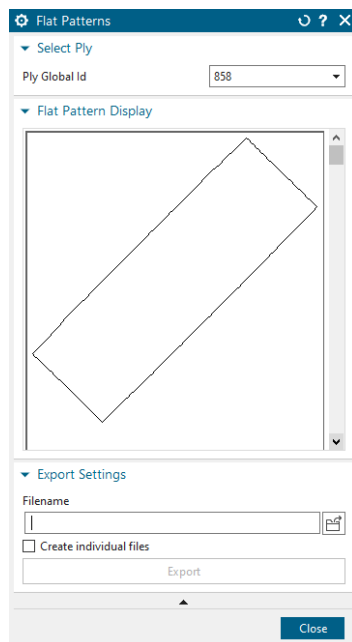 Flat Patterns
Select Ply
Ply Global Id 858
Flat Pattern Display
Export Settings
Filename
Create individual files
Export
Close